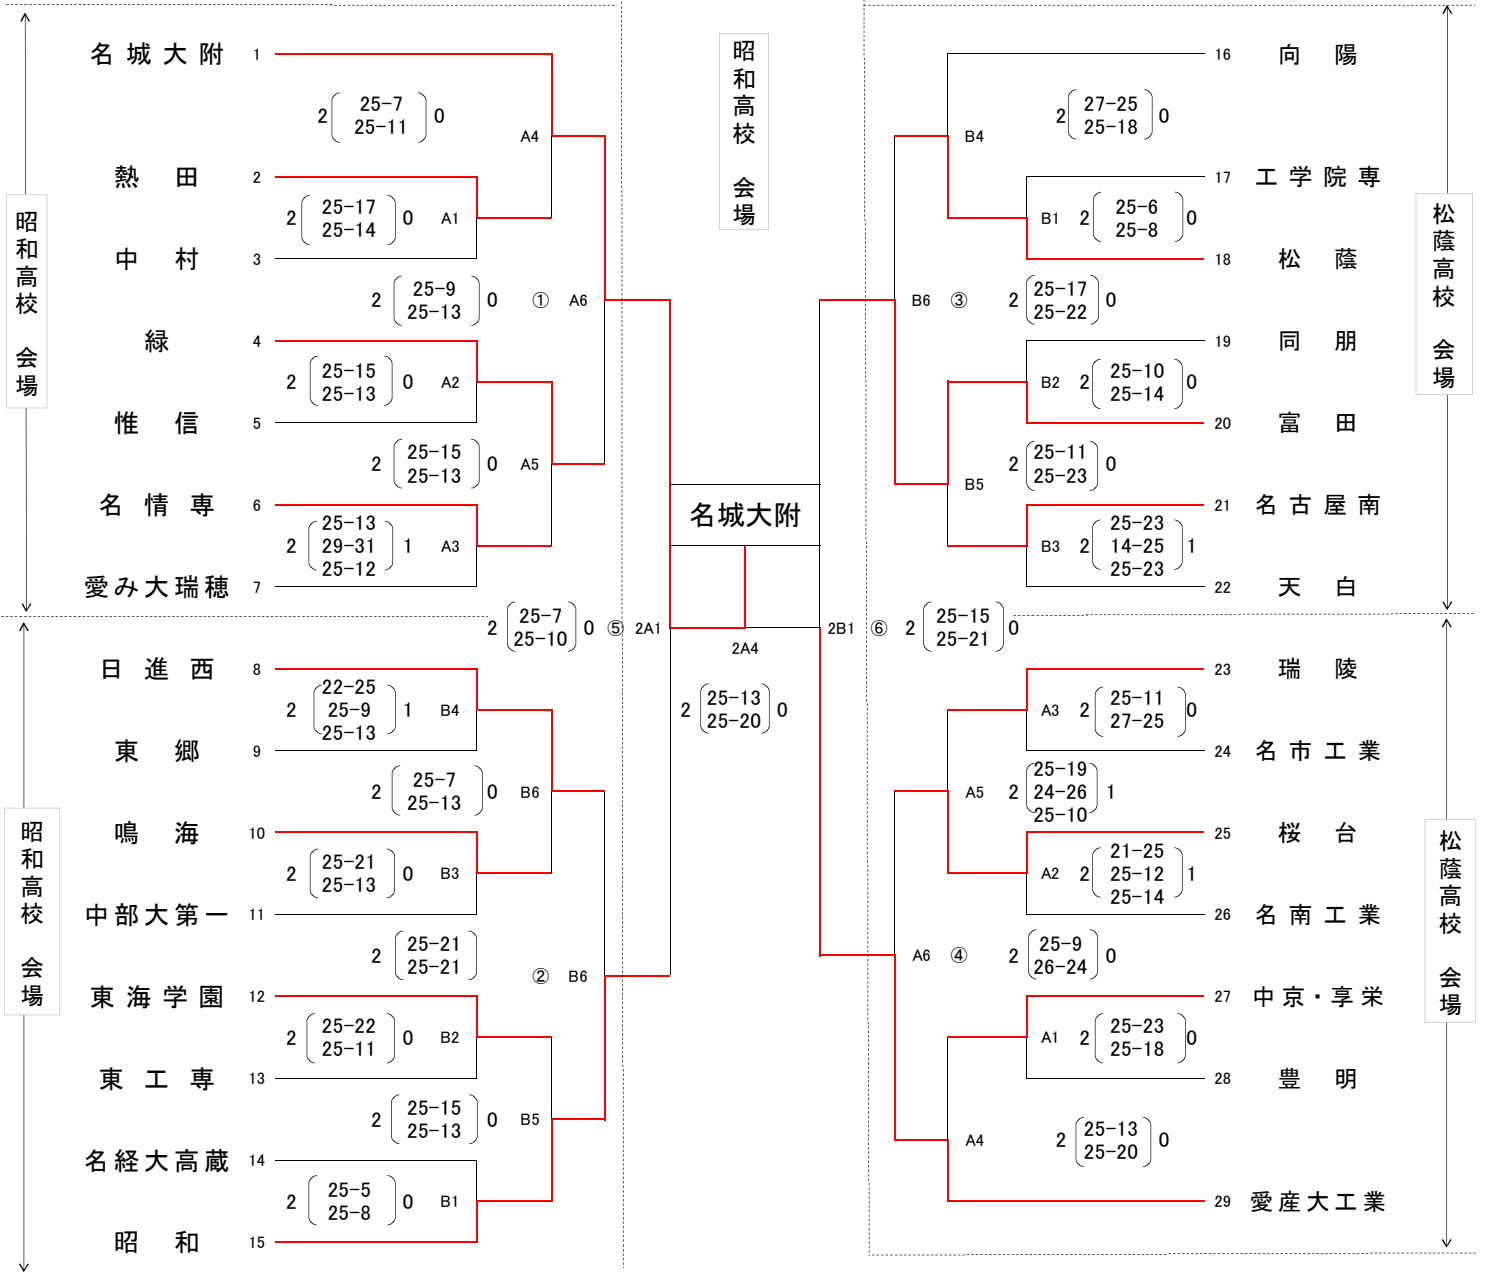 昭和高校 会場
名城大附 1
2 25-7 0
25-11
A4
熱田 2
2 25-17 0 A1
25-14
中村 3
2 25-9 0 ① A6
25-13
緑 4
2 25-15 0 A2
25-13
惟信 5
2 25-15 0 A5
25-13
名情専 6
25-13
2 29-31 1 A3
25-12
愛み大瑞穂 7
昭和高校 会場
日進西 8
22-25
2 25-9 1 B4
25-13
東郷 9
2 25-7 0 B6
25-13
鳴海 10
2 25-21 0 B3
25-13
中部大第一 11
2 25-21
25-21
② B6
東海学園 12
2 25-22 0 B2
25-11
東工専 13
2 25-15 0 B5
25-13
名経大高蔵 14
2 25-5 0 B1
25-8
昭和 15
昭和高校 会場
名城大附
2 25-7 0 ⑤ 2A1
25-10
2A4
2 25-13 0
25-20
2B1 ⑥ 2 25-15 0
25-21
松蔭高校 会場
16 向陽
2 27-25 0
25-18
B4
17 工学院専
B1 2 25-6 0
25-8
18 松蔭
B6 ③ 2 25-17 0
25-22
19 同朋
B2 2 25-10 0
25-14
20 富田
2 25-11 0
25-23
B5
21 名古屋南
25-23
B3 2 14-25 1
25-23
22 天白
松蔭高校 会場
23 瑞陵
A3 2 25-11 0
27-25
24 名市工業
25-19
A5 2 24-26 1
25-10
25 桜台
21-25
A2 2 25-12 1
25-14
26 名南工業
A6 ④ 2 25-9 0
26-24
27 中京・享栄
A1 2 25-23 0
25-18
28 豊明
A4 2 25-13 0
25-20
29 愛産大工業